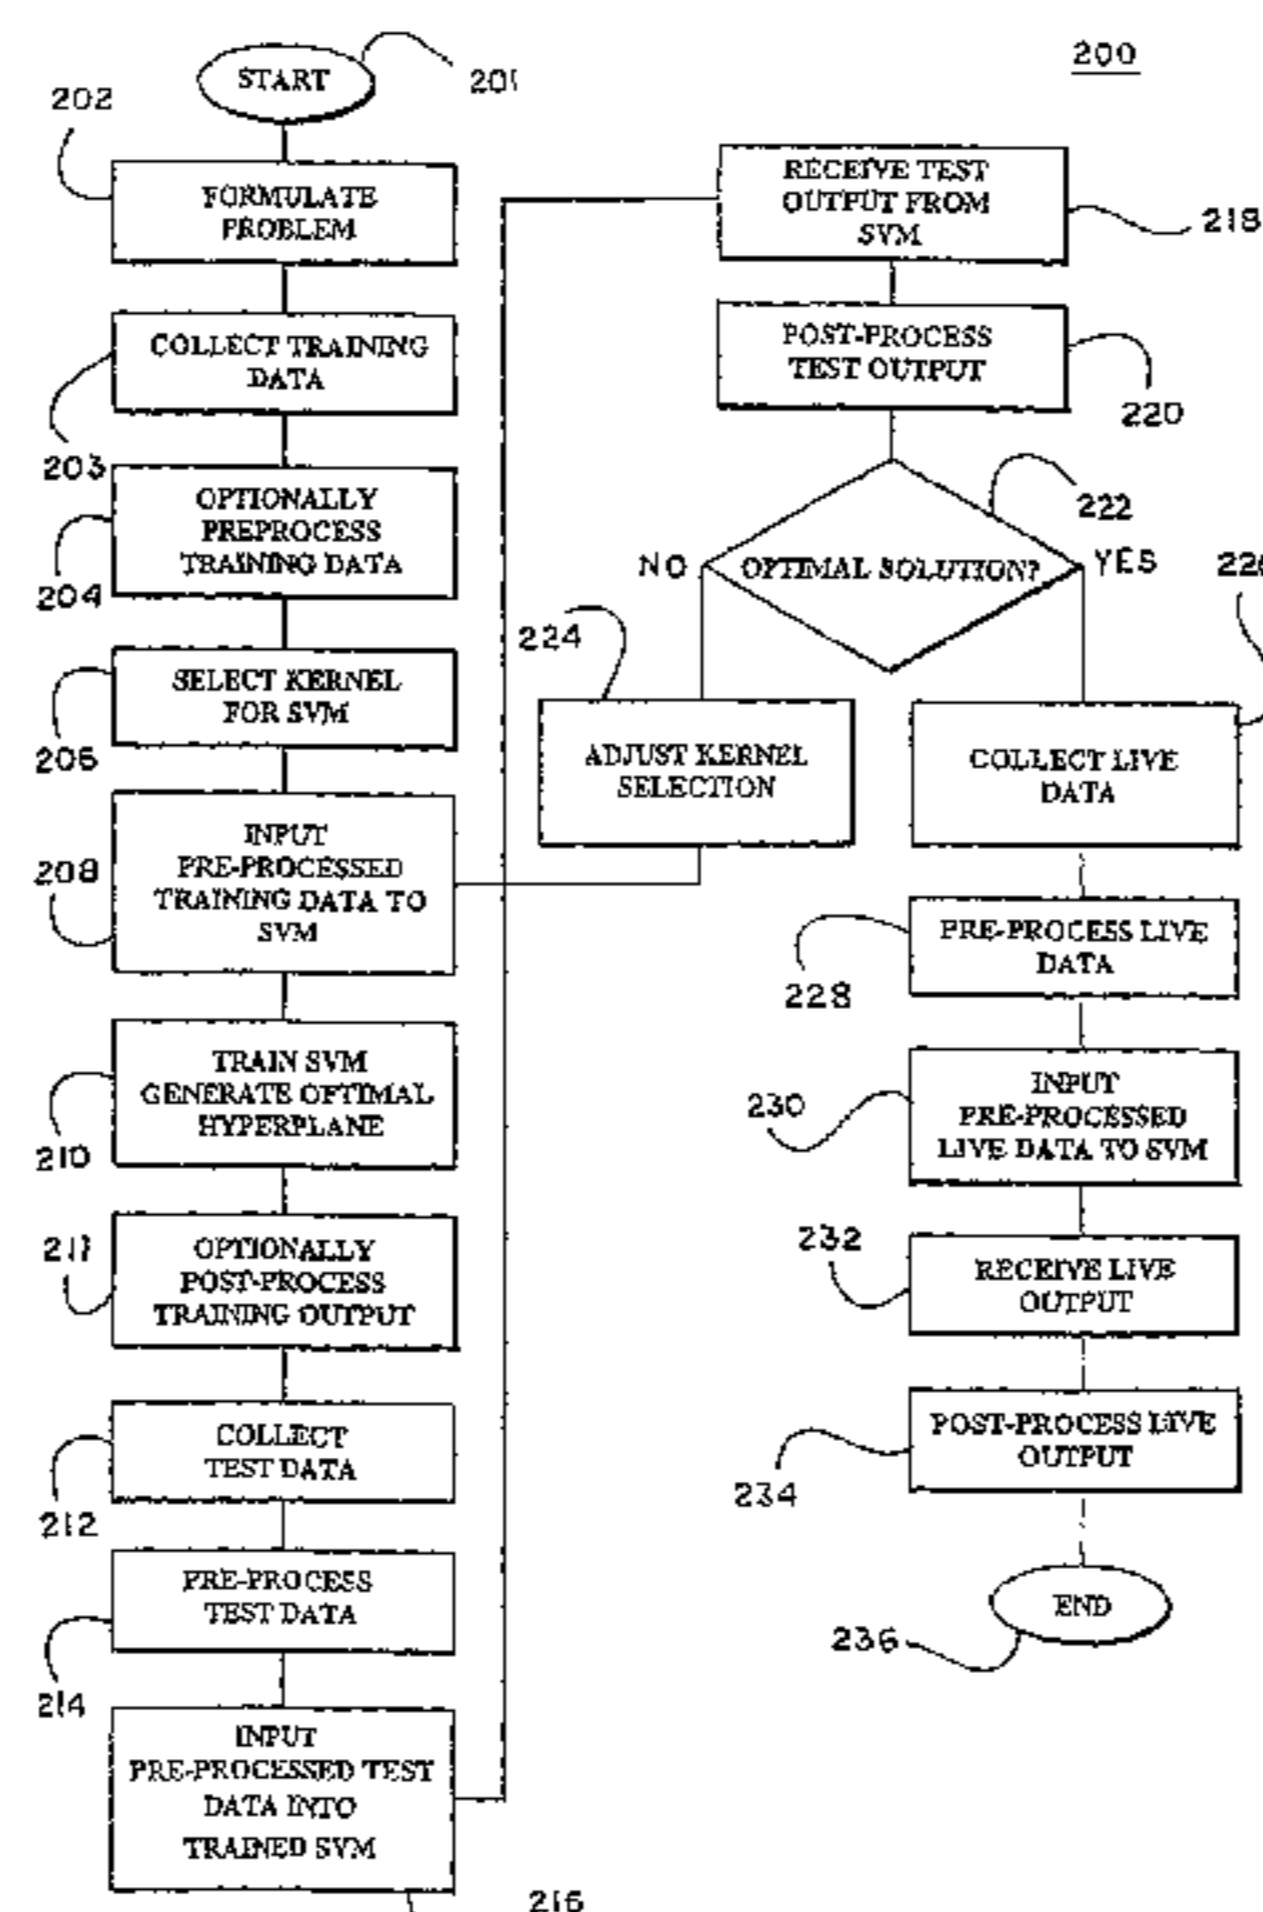 200
START
201
202
FORMULATE
PROBLEM
COLLECT TRAINING
DATA
203
OPTIONALLY
PREPROCESS
TRAINING DATA
204
SELECT KERNEL
FOR SVM
206
INPUT
PRE-PROCESSED
TRAINING DATA TO
SVM
208
TRAIN SVM
GENERATE OPTIMAL
HYPERPLANE
210
211
OPTIONALLY
POST-PROCESS
TRAINING OUTPUT
COLLECT
TEST DATA
212
PRE-PROCESS
TEST DATA
214
INPUT
PRE-PROCESSED TEST
DATA INTO
TRAINED SVM
216
RECEIVE TEST
OUTPUT FROM
SVM
218
POST-PROCESS
TEST OUTPUT
220
222
NO
OPTIMAL SOLUTION?
YES
224
ADJUST KERNEL
SELECTION
COLLECT LIVE
DATA
PRE-PROCESS LIVE
DATA
228
INPUT
PRE-PROCESSED
LIVE DATA TO SVM
230
232
RECEIVE LIVE
OUTPUT
POST-PROCESS LIVE
OUTPUT
234
END
236